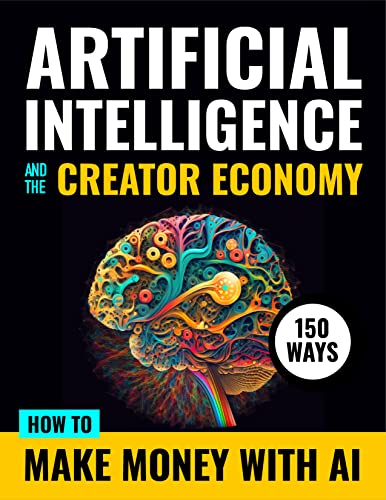 ARTIFICIAL
INTELLIGENCE
AND THE CREATOR ECONOMY
150
WAYS
HOW TO
MAKE MONEY WITH AI